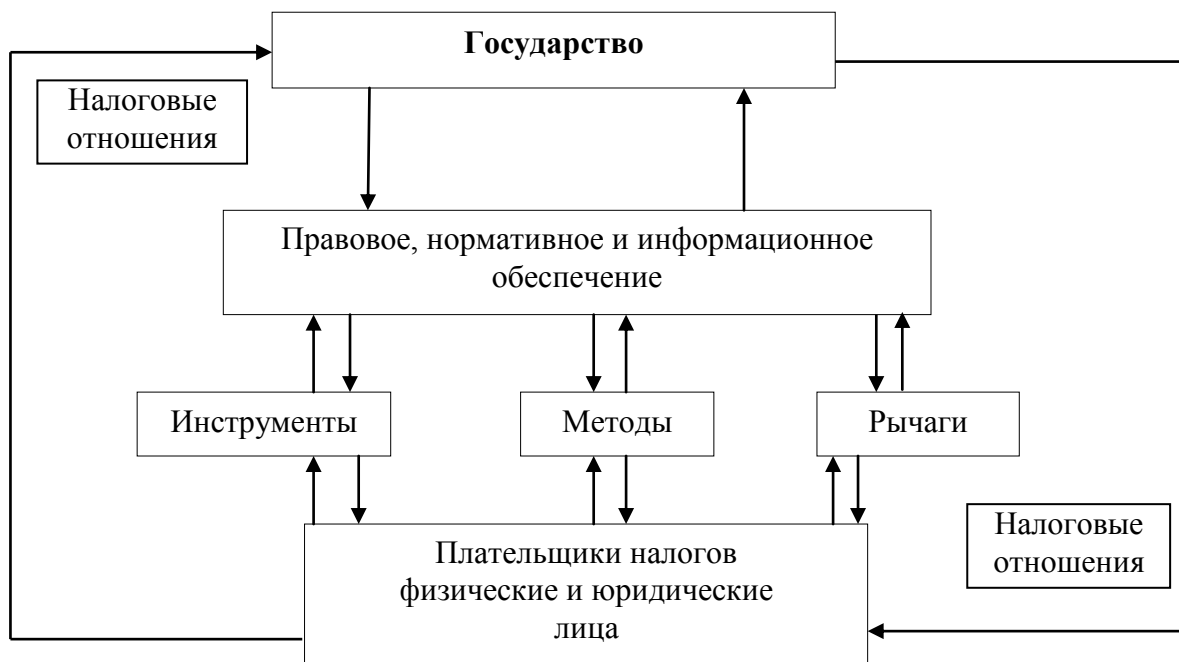 Государство
Налоговые
отношения
Правовое, нормативное и информационное
обеспечение
Инструменты
Методы
Рычаги
Плательщики налогов
физические и юридические
лица
Налоговые
отношения